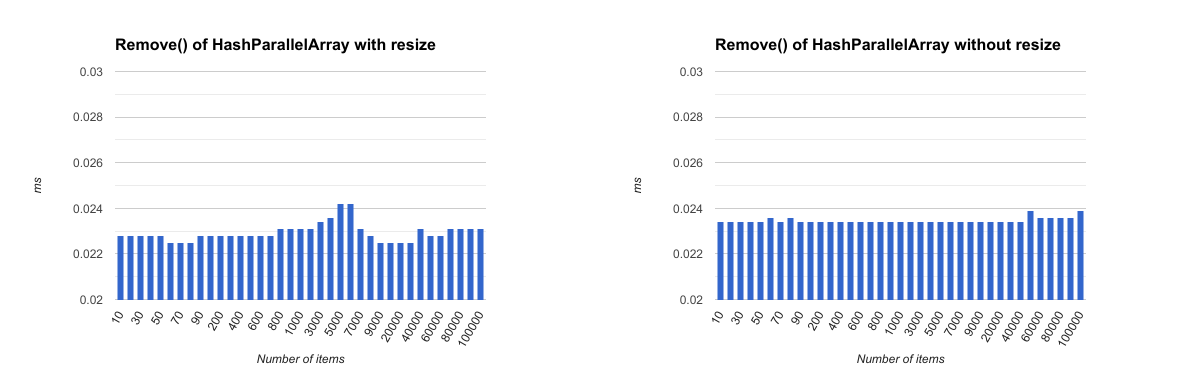 Remove() of HashParallelArray with resize
0.03
0.028
0.026
0.024
0.022
0.02
ms
10 30 50 70 90 200 400 600 800 1000 3000 5000 7000 9000 20000 40000 60000 80000 100000
Number of items
Remove() of HashParallelArray without resize
0.03
0.028
0.026
0.024
0.022
0.02
ms
10 30 50 70 90 200 400 600 800 1000 3000 5000 7000 9000 20000 40000 60000 80000 100000
Number of items